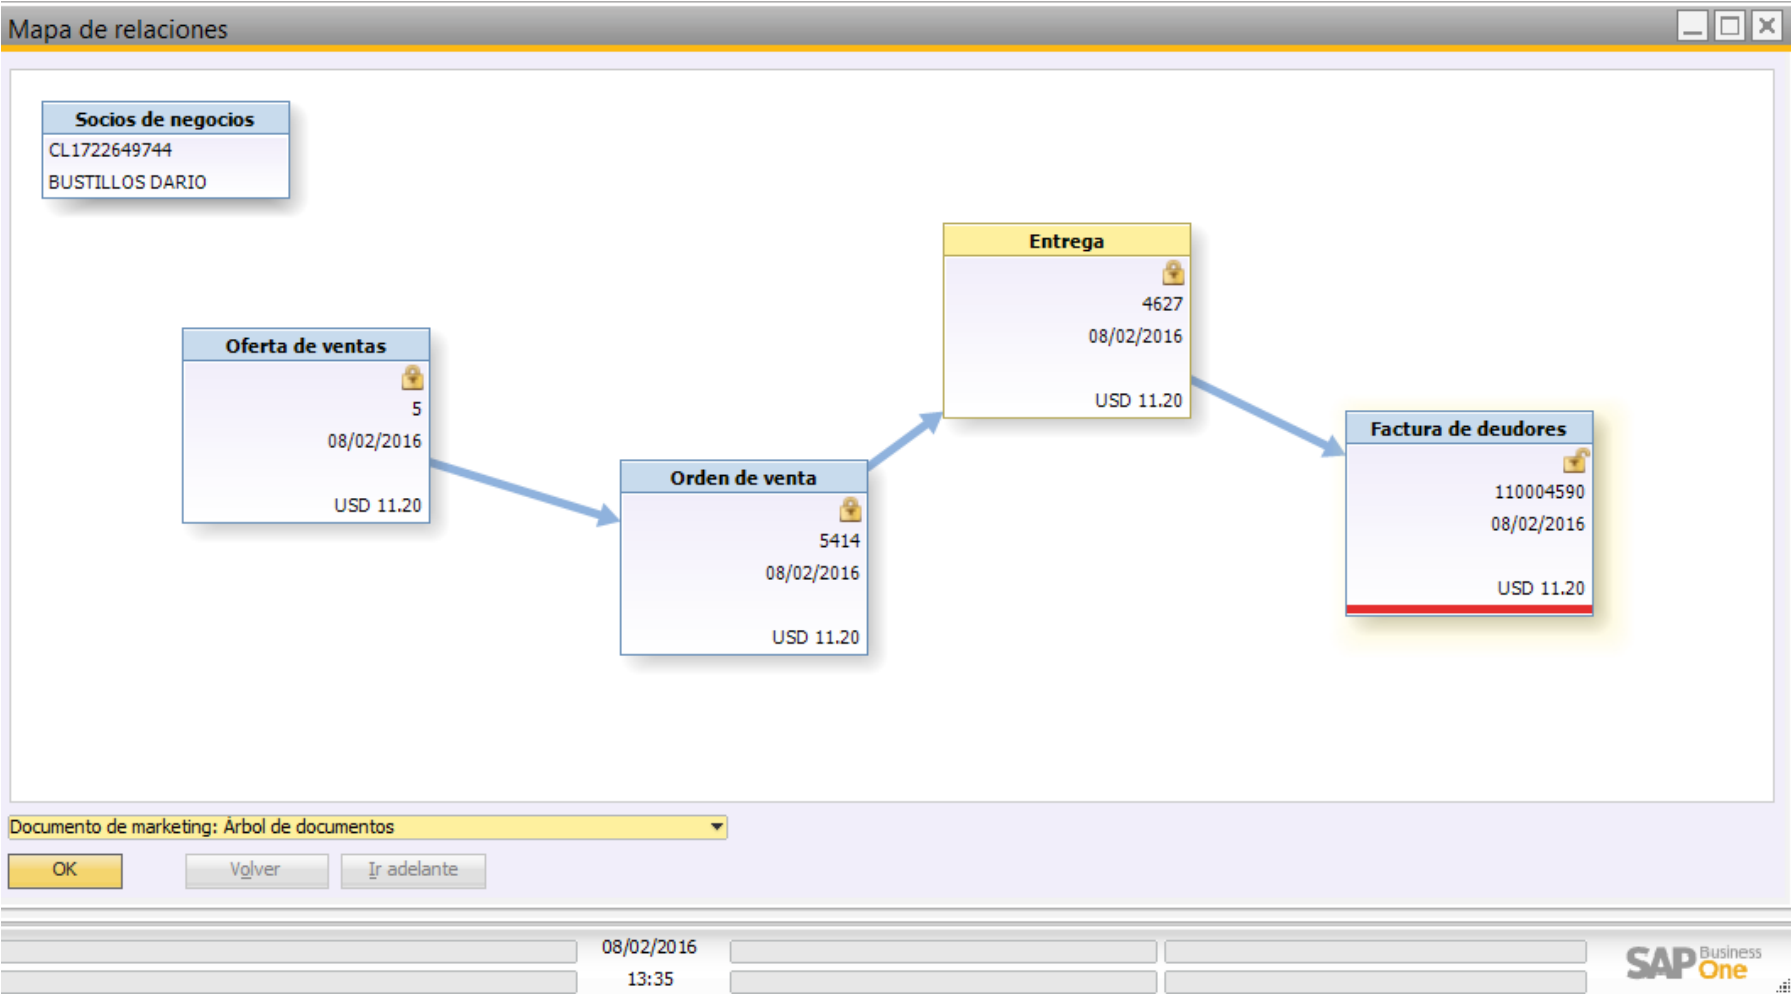 Mapa de relaciones
Socios de negocios
CL1722649744
BUSTILLOS DARIO
Oferta de ventas
5
08/02/2016
USD 11.20
Orden de venta
5414
08/02/2016
USD 11.20
Entrega
4627
08/02/2016
USD 11.20
Factura de deudores
110004590
08/02/2016
USD 11.20
Documento de marketing: Árbol de documentos
OK
Volver
Ir adelante
08/02/2016
13:35
SAP Business One